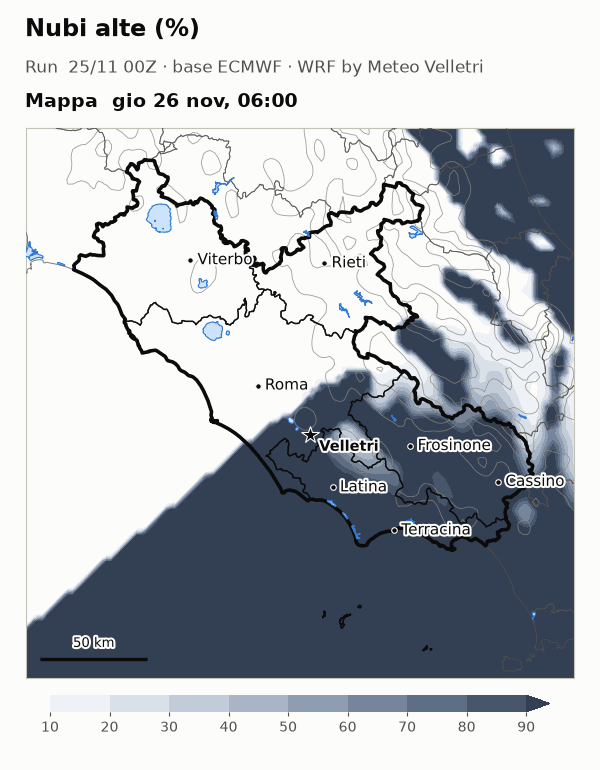 Nubi alte (%)
Run 25/11 00Z · base ECMWF · WRF by Meteo Velletri
Mappa gio 26 nov, 06:00
Viterbo
Rieti
Roma
Velletri
Frosinone
Latina
Cassino
Terracina
50 km
10 20 30 40 50 60 70 80 90